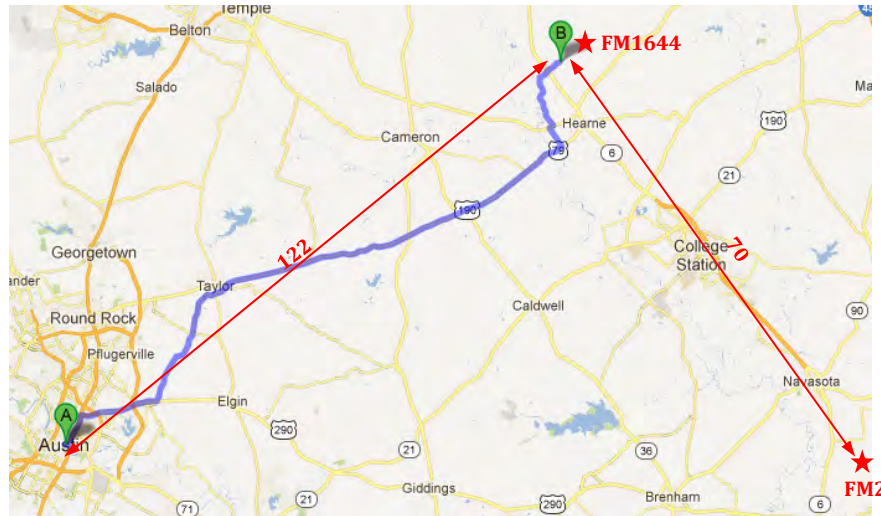 Temple
45
Belton
B
FM1644
Salado
Ma
Hearne
190
Cameron
79
6
21
190
Georgetown
122
70
College
Station
ander
Taylor
Caldwell
90
Round Rock
Pflugerville
Navasota
A
Elgin
290
Austin
21
36
21
Giddings
290
Brenham
6
FM2
71